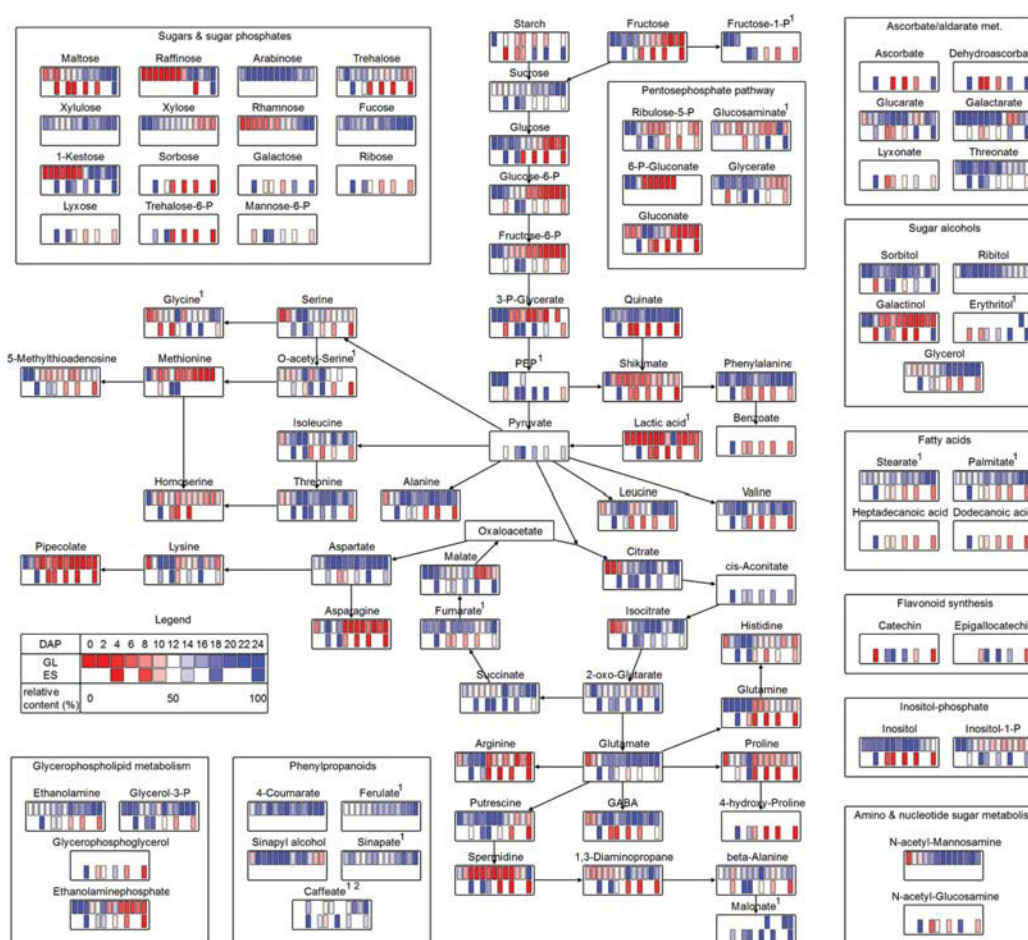 Sugars & sugar phosphates
Maltose Raffinose Arabinose Trehalose
Xylulose Xylose Rhamnose Fucose
1-Kestose Sorbose Galactose Ribose
Lyxose Trehalose-6-P Mannose-6-P
Starch Fructose Fructose-1-P1
Sucrose
Glucose
Glucose-6-P
Fructose-6-P
Pentosephosphate pathway
Ribulose-5-P Glucosaminate1
6-P-Gluconate Glycerate
Gluconate
Ascorbate/aldarate met.
Ascorbate Dehydroascorba
Glucarate Galactarate
Lyxonate Threonate
Sugar alcohols
Sorbitol Ribitol
Galactinol Erythritol1
Glycerol
Glycine1 Serine 3-P-Glycerate Quinate
5-Methylthioadenosine Methionine O-acetyl-Serine1 PEP1 Shikimate Phenylalanine
Isoleucine Pyruvate Lactic acid1 Benzoate
Homoserine Threonine Alanine Leucine Valine
Fatty acids
Stearate1 Palmitate1
Heptadecanoic acid Dodecanoic acid
Oxaloacetate
Pipecolate Lysine Aspartate Malate Citrate cis-Aconitate
Asparagine Fumarate1 Isocitrate Histidine
Succinate 2-oxo-Glutarate Glutamine
Flavonoid synthesis
Catechin Epigallocatechi
Legend
DAP 0 2 4 6 8 10 12 14 16 18 20 22 24
GL
ES
relative
content (%) 0 50 100
Inositol-phosphate
Inositol Inositol-1-P
Arginine Glutamate Proline
Putrescine GABA 4-hydroxy-Proline
Spermidine 1,3-Diaminopropane beta-Alanine
Malonate1
Glycerophospholipid metabolism
Ethanolamine Glycerol-3-P
Glycerophosphoglycerol
Ethanolaminephosphate
Phenylpropanoids
4-Coumarate Ferulate1
Sinapyl alcohol Sinapate1
Caffeate1 2
Amino & nucleotide sugar metabolis
N-acetyl-Mannosamine
N-acetyl-Glucosamine